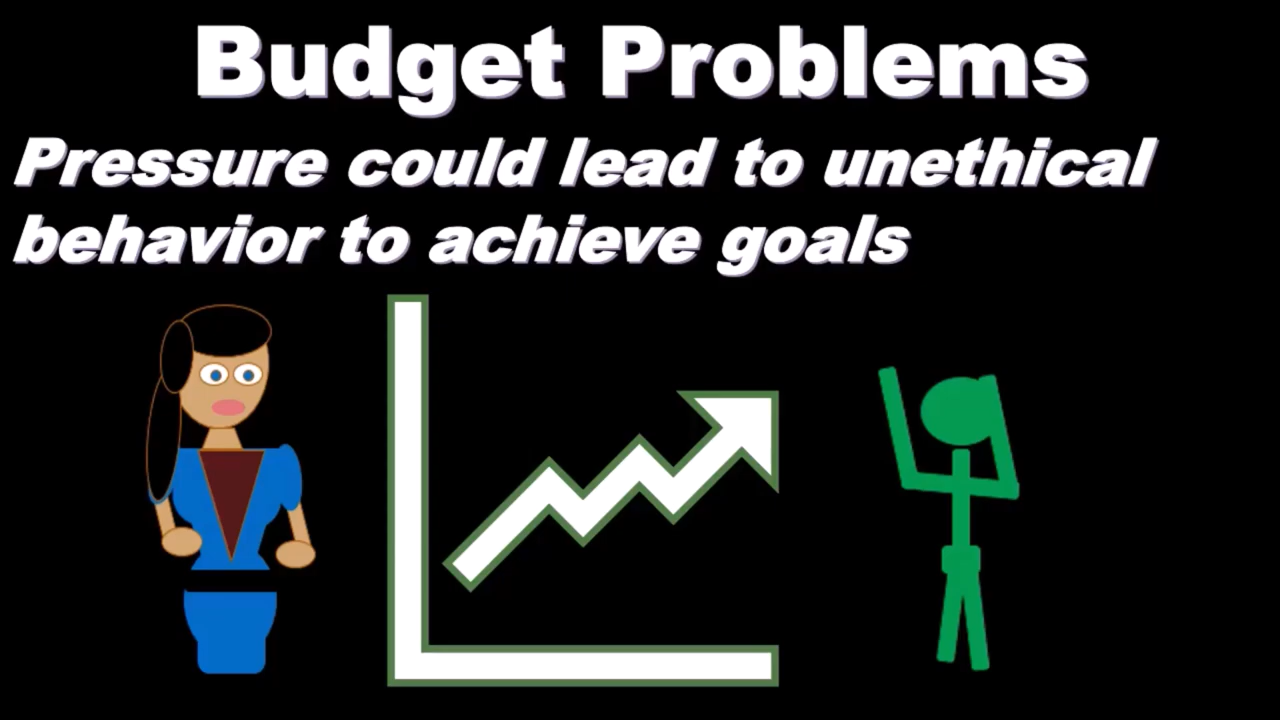 Budget Problems
Pressure could lead to unethical
behavior to achieve goals